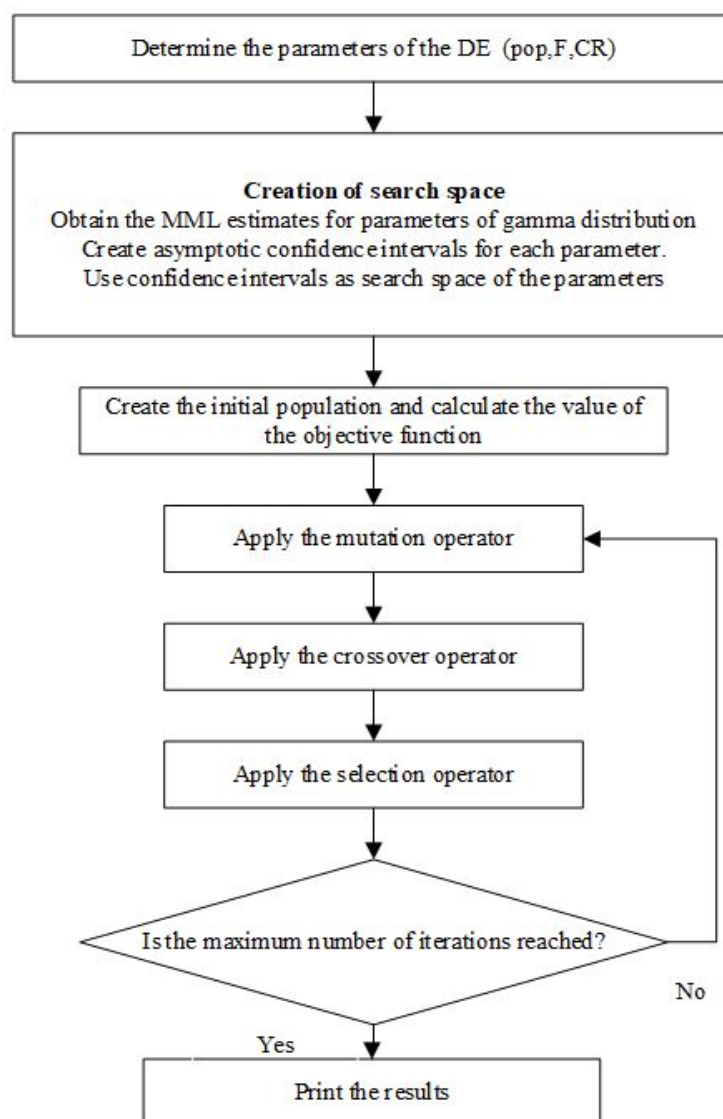 Determine the parameters of the DE (pop,F,CR)
Creation of search space
Obtain the MML estimates for parameters of gamma distribution
Create asymptotic confidence intervals for each parameter.
Use confidence intervals as search space of the parameters
Create the initial population and calculate the value of
the objective function
Apply the mutation operator
Apply the crossover operator
Apply the selection operator
Is the maximum number of iterations reached?
No
Yes
Print the results